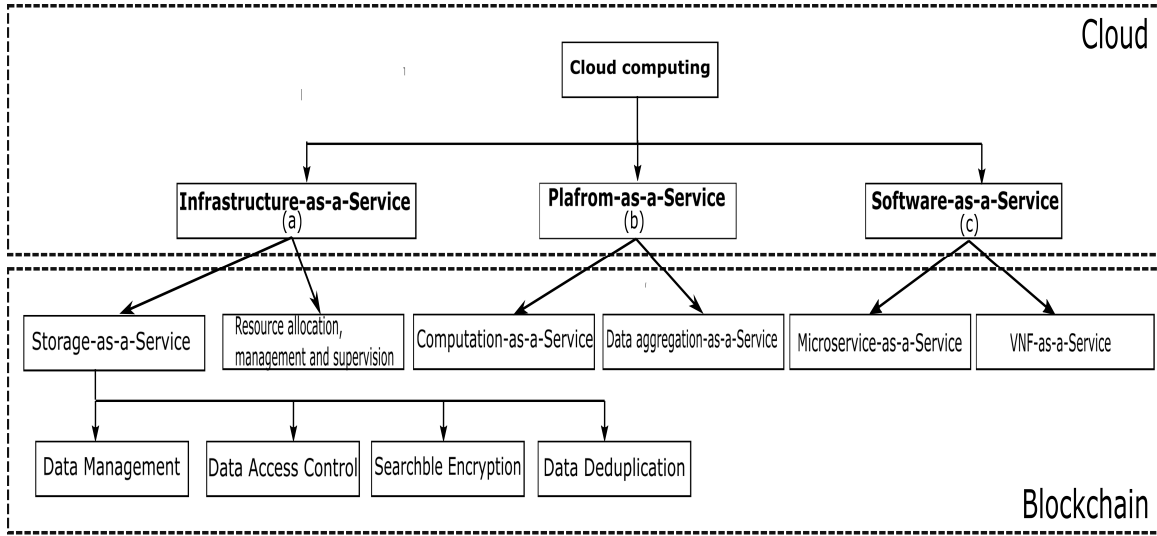 Cloud
Cloud computing
Infrastructure-as-a-Service
(a)
Plafrom-as-a-Service
(b)
Software-as-a-Service
(c)
Storage-as-a-Service
Resource allocation,
management and supervision
Computation-as-a-Service
Data aggregation-as-a-Service
Microservice-as-a-Service
VNF-as-a-Service
Data Management
Data Access Control
Searchble Encryption
Data Deduplication
Blockchain